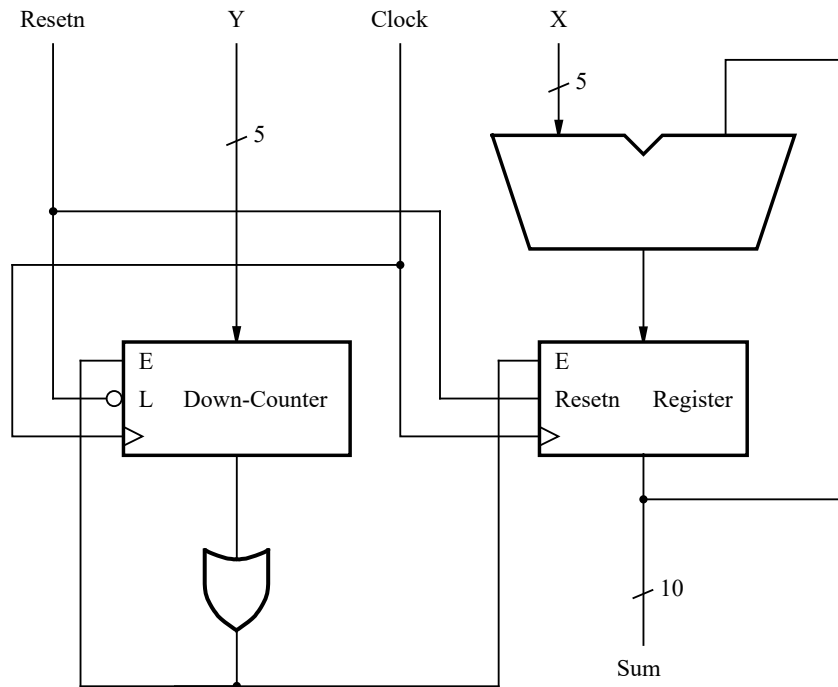 Resetn Y Clock X
5
5
E E
L Down-Counter Resetn Register
10
Sum